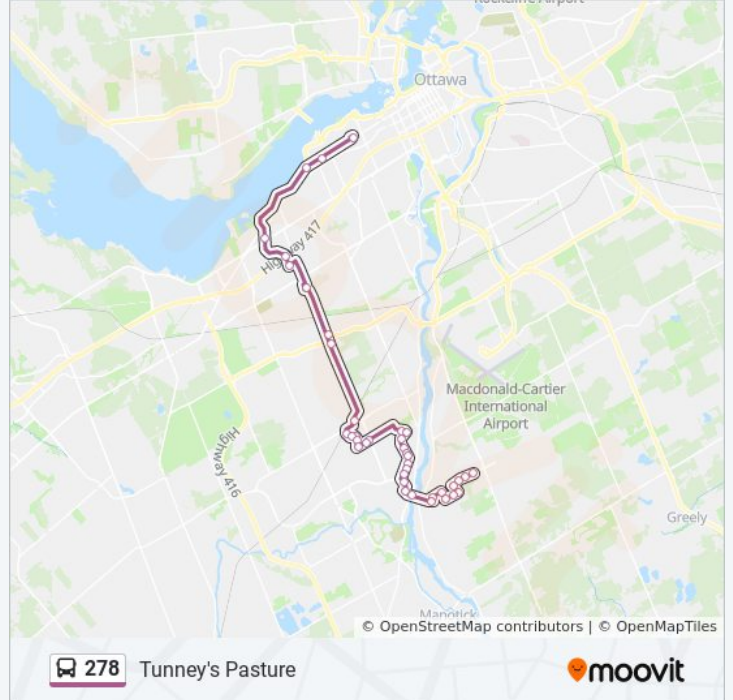 Rockcliffe Airport
Ottawa
Highway 417
Macdonald-Cartier
International
Airport
Highway 416
Greely
Manotick
© OpenStreetMap contributors | © OpenMapTiles
278 Tunney's Pasture
moovit